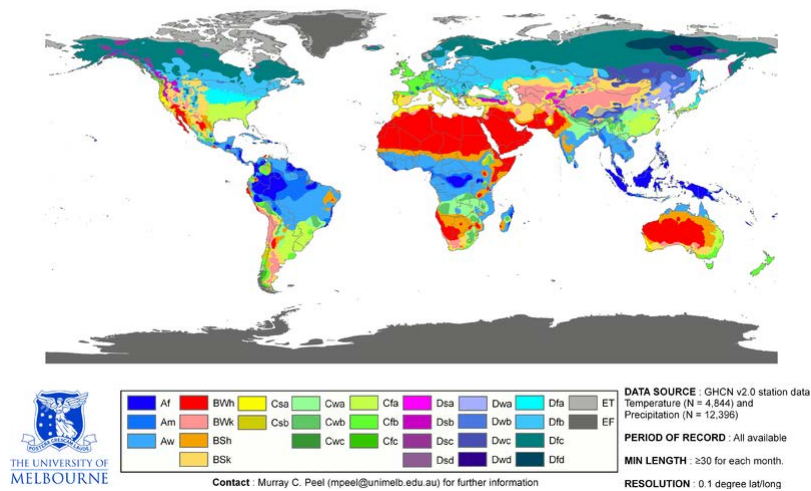 Af
BWh
Csa
Cwa
Cfa
Dsa
Dwa
Dfa
ET
Am
BWk
Csb
Cwb
Cfb
Dsb
Dwb
Dfb
EF
Aw
BSh
Cwc
Cfc
Dsc
Dwc
Dfc
BSk
Dsd
Dwd
Dfd
DATA SOURCE : GHCN v2.0 station data
Temperature (N = 4,844) and
Precipitation (N = 12,396)
PERIOD OF RECORD : All available
MIN LENGTH : ≥30 for each month.
RESOLUTION : 0.1 degree lat/long
THE UNIVERSITY OF
MELBOURNE
Contact : Murray C. Peel (mpeel@unimelb.edu.au) for further information